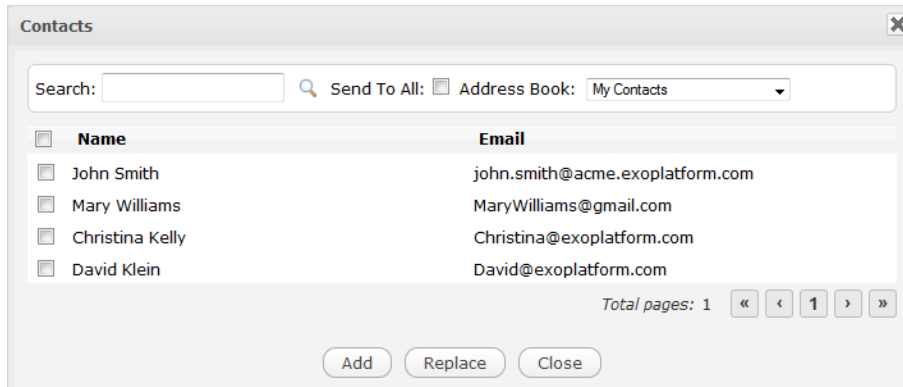 Contacts
Search: Send To All: Address Book: My Contacts
Name Email
John Smith john.smith@acme.exoplatform.com
Mary Williams MaryWilliams@gmail.com
Christina Kelly Christina@exoplatform.com
David Klein David@exoplatform.com
Total pages: 1 « ‹ 1 › »
Add Replace Close